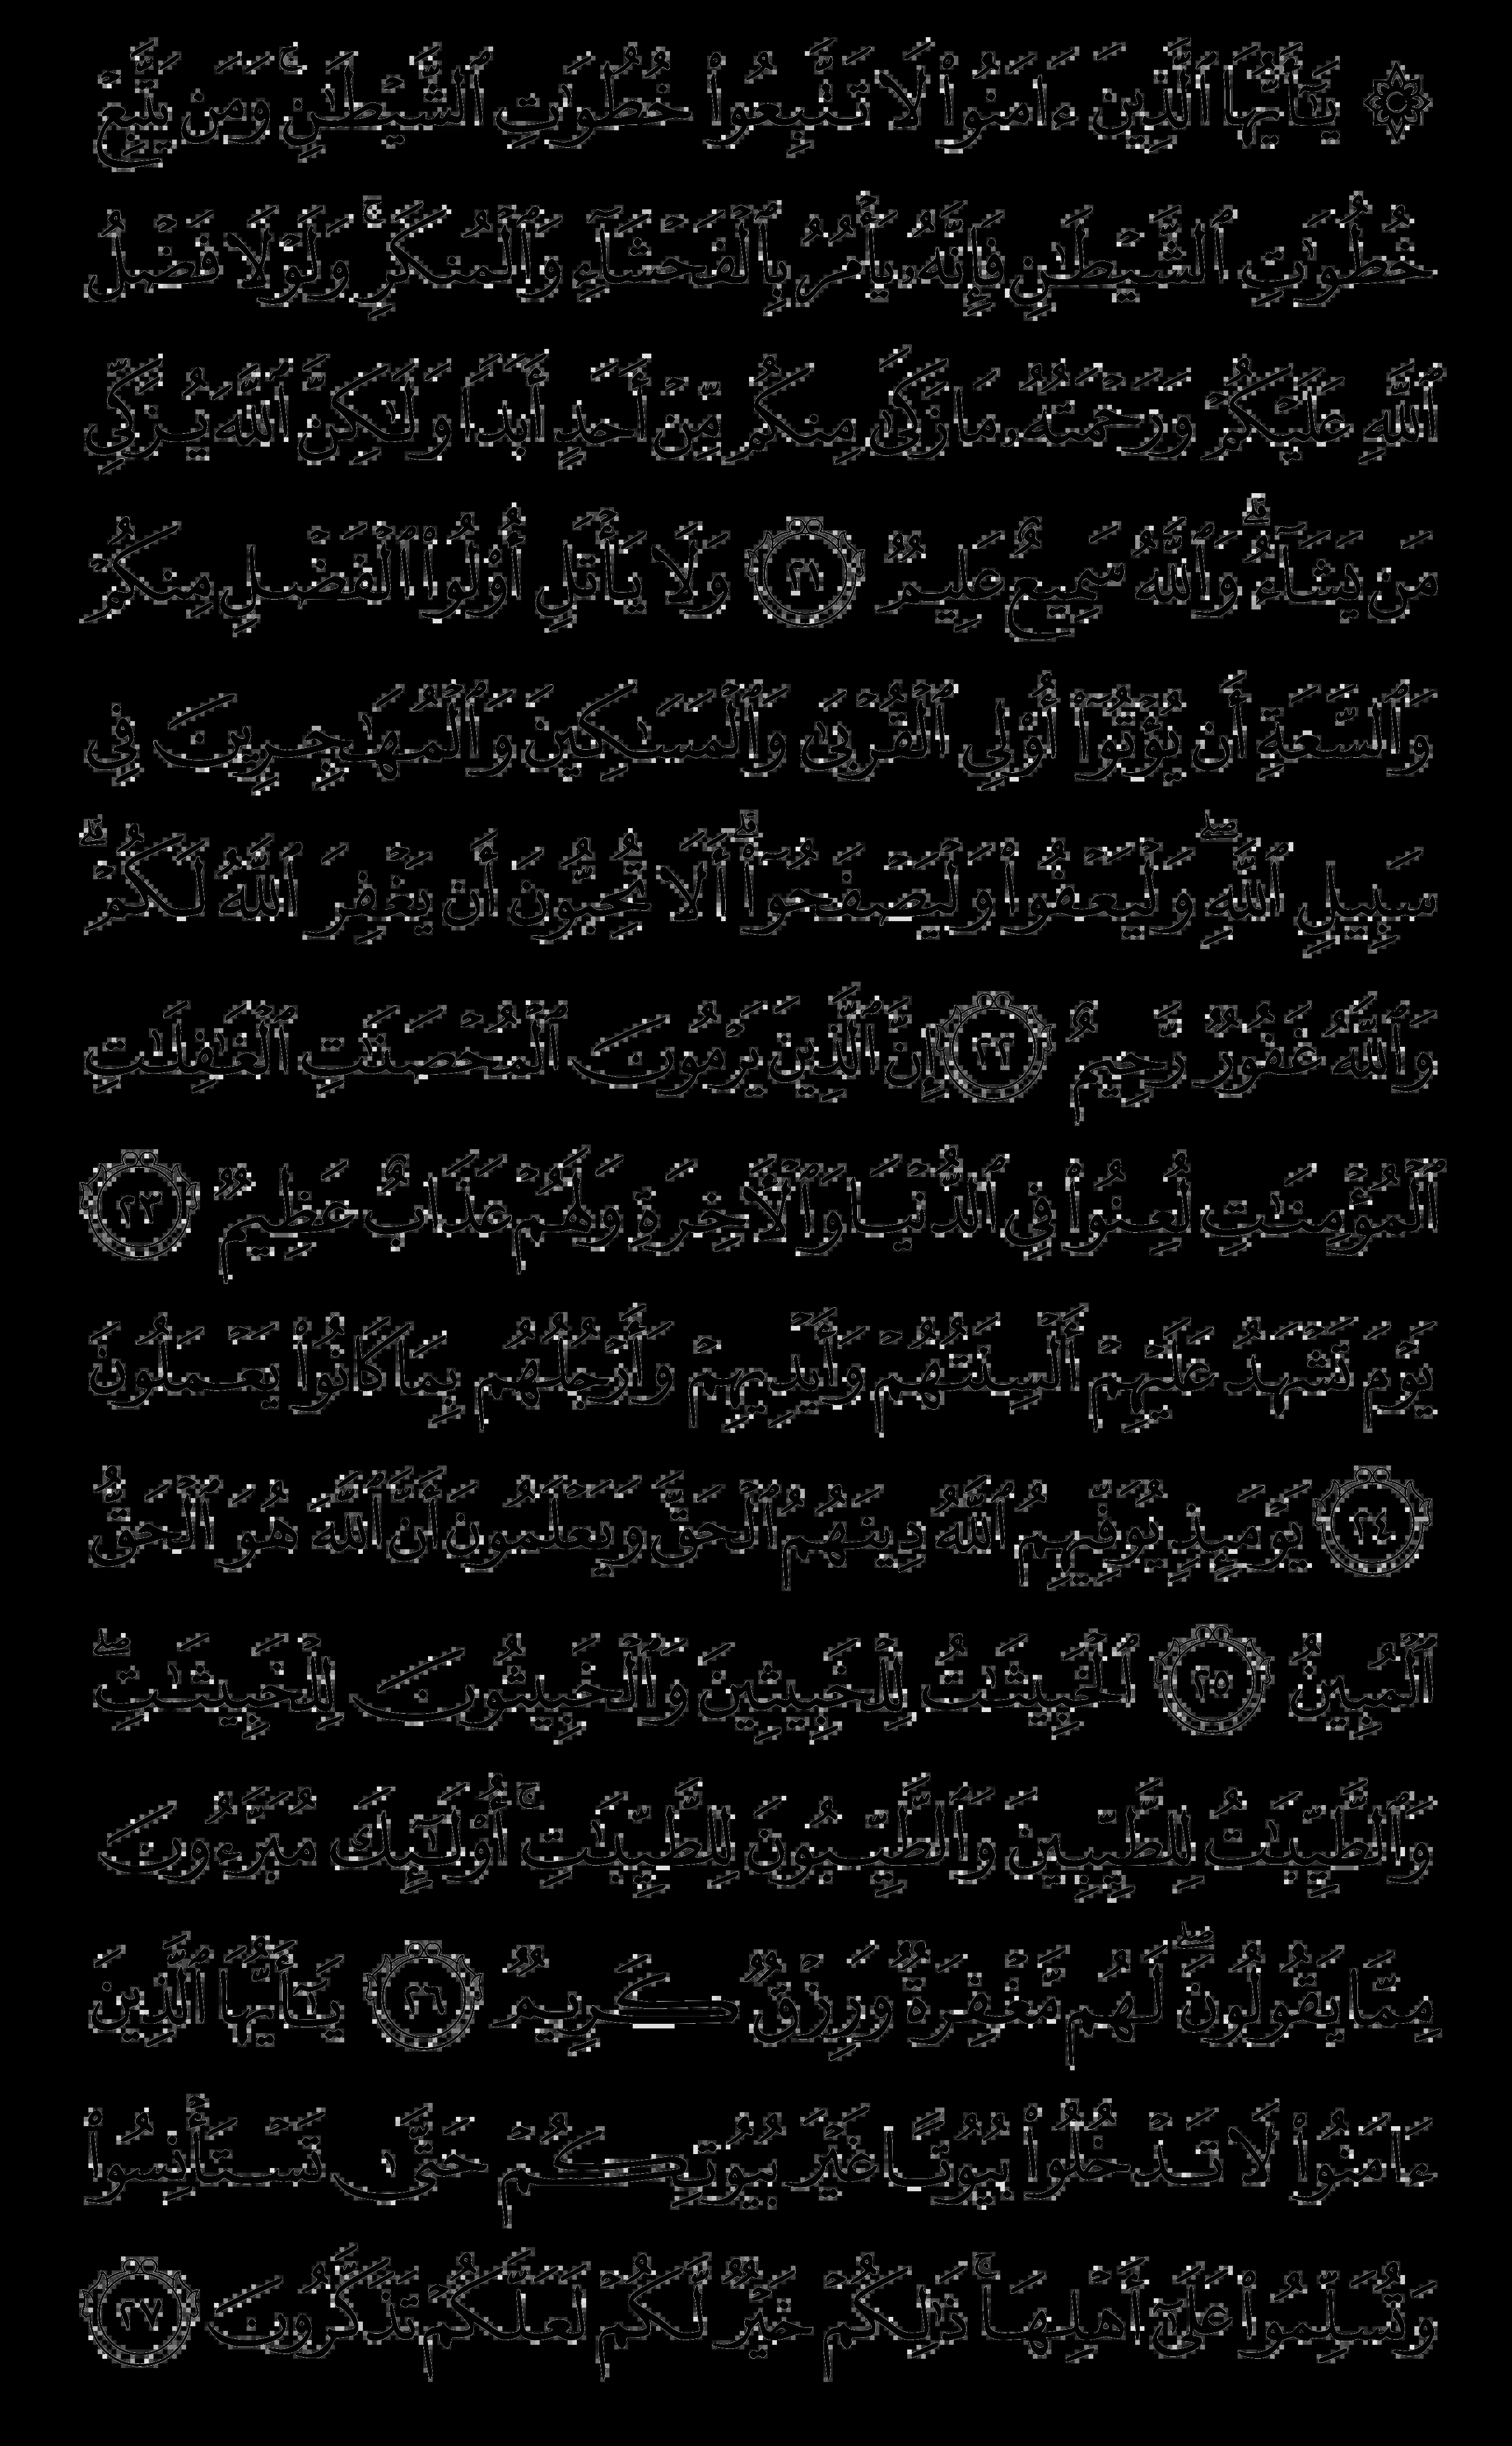 ۞ يَـٰٓأَيُّهَا ٱلَّذِينَ ءَامَنُوا۟ لَا تَتَّبِعُوا۟ خُطُوَٰتِ ٱلشَّيْطَـٰنِ ۚ وَمَن يَتَّبِعْ
خُطُوَٰتِ ٱلشَّيْطَـٰنِ فَإِنَّهُۥ يَأْمُرُ بِٱلْفَحْشَآءِ وَٱلْمُنكَرِ ۚ وَلَوْلَا فَضْلُ
ٱللَّهِ عَلَيْكُمْ وَرَحْمَتُهُۥ مَا زَكَىٰ مِنكُم مِّنْ أَحَدٍ أَبَدًا وَلَـٰكِنَّ ٱللَّهَ يُزَكِّى
مَن يَشَآءُ ۗ وَٱللَّهُ سَمِيعٌ عَلِيمٌ ٢١ وَلَا يَأْتَلِ أُو۟لُوا۟ ٱلْفَضْلِ مِنكُمْ
وَٱلسَّعَةِ أَن يُؤْتُوٓا۟ أُو۟لِى ٱلْقُرْبَىٰ وَٱلْمَسَـٰكِينَ وَٱلْمُهَـٰجِرِينَ فِى
سَبِيلِ ٱللَّهِ ۖ وَلْيَعْفُوا۟ وَلْيَصْفَحُوٓا۟ ۗ أَلَا تُحِبُّونَ أَن يَغْفِرَ ٱللَّهُ لَكُمْ ۗ
وَٱللَّهُ غَفُورٌ رَّحِيمٌ ٢٢ إِنَّ ٱلَّذِينَ يَرْمُونَ ٱلْمُحْصَنَـٰتِ ٱلْغَـٰفِلَـٰتِ
ٱلْمُؤْمِنَـٰتِ لُعِنُوا۟ فِى ٱلدُّنْيَا وَٱلْـَٔاخِرَةِ وَلَهُمْ عَذَابٌ عَظِيمٌ ٢٣
يَوْمَ تَشْهَدُ عَلَيْهِمْ أَلْسِنَتُهُمْ وَأَيْدِيهِمْ وَأَرْجُلُهُم بِمَا كَانُوا۟ يَعْمَلُونَ
٢٤ يَوْمَئِذٍ يُوَفِّيهِمُ ٱللَّهُ دِينَهُمُ ٱلْحَقَّ وَيَعْلَمُونَ أَنَّ ٱللَّهَ هُوَ ٱلْحَقُّ
ٱلْمُبِينُ ٢٥ ٱلْخَبِيثَـٰتُ لِلْخَبِيثِينَ وَٱلْخَبِيثُونَ لِلْخَبِيثَـٰتِ ۖ
وَٱلطَّيِّبَـٰتُ لِلطَّيِّبِينَ وَٱلطَّيِّبُونَ لِلطَّيِّبَـٰتِ ۚ أُو۟لَـٰٓئِكَ مُبَرَّءُونَ
مِمَّا يَقُولُونَ ۖ لَهُم مَّغْفِرَةٌ وَرِزْقٌ كَرِيمٌ ٢٦ يَـٰٓأَيُّهَا ٱلَّذِينَ
ءَامَنُوا۟ لَا تَدْخُلُوا۟ بُيُوتًا غَيْرَ بُيُوتِكُمْ حَتَّىٰ تَسْتَأْنِسُوا۟
وَتُسَلِّمُوا۟ عَلَىٰٓ أَهْلِهَا ۚ ذَٰلِكُمْ خَيْرٌ لَّكُمْ لَعَلَّكُمْ تَذَكَّرُونَ ٢٧